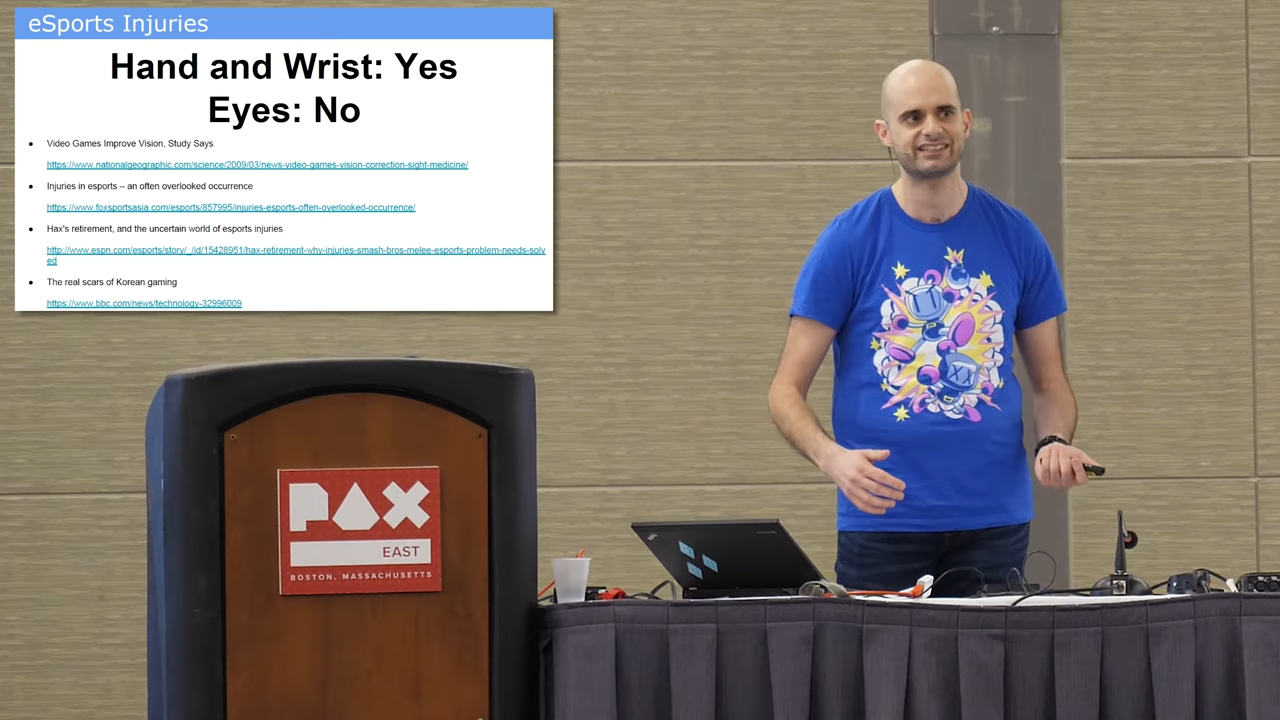 eSports Injuries
Hand and Wrist: Yes
Eyes: No
● Video Games Improve Vision, Study Says
https://www.nationalgeographic.com/science/2009/03/news-video-games-vision-correction-sight-medicine/
● Injuries in esports – an often overlooked occurrence
https://www.foxsportsasia.com/esports/857995/injuries-esports-often-overlooked-occurrence/
● Hax's retirement, and the uncertain world of esports injuries
http://www.espn.com/esports/story/_/id/15428951/hax-retirement-why-injuries-smash-bros-melee-esports-problem-needs-solv
ed
● The real scars of Korean gaming
https://www.bbc.com/news/technology-32996009
PAX
EAST
BOSTON, MASSACHUSETTS